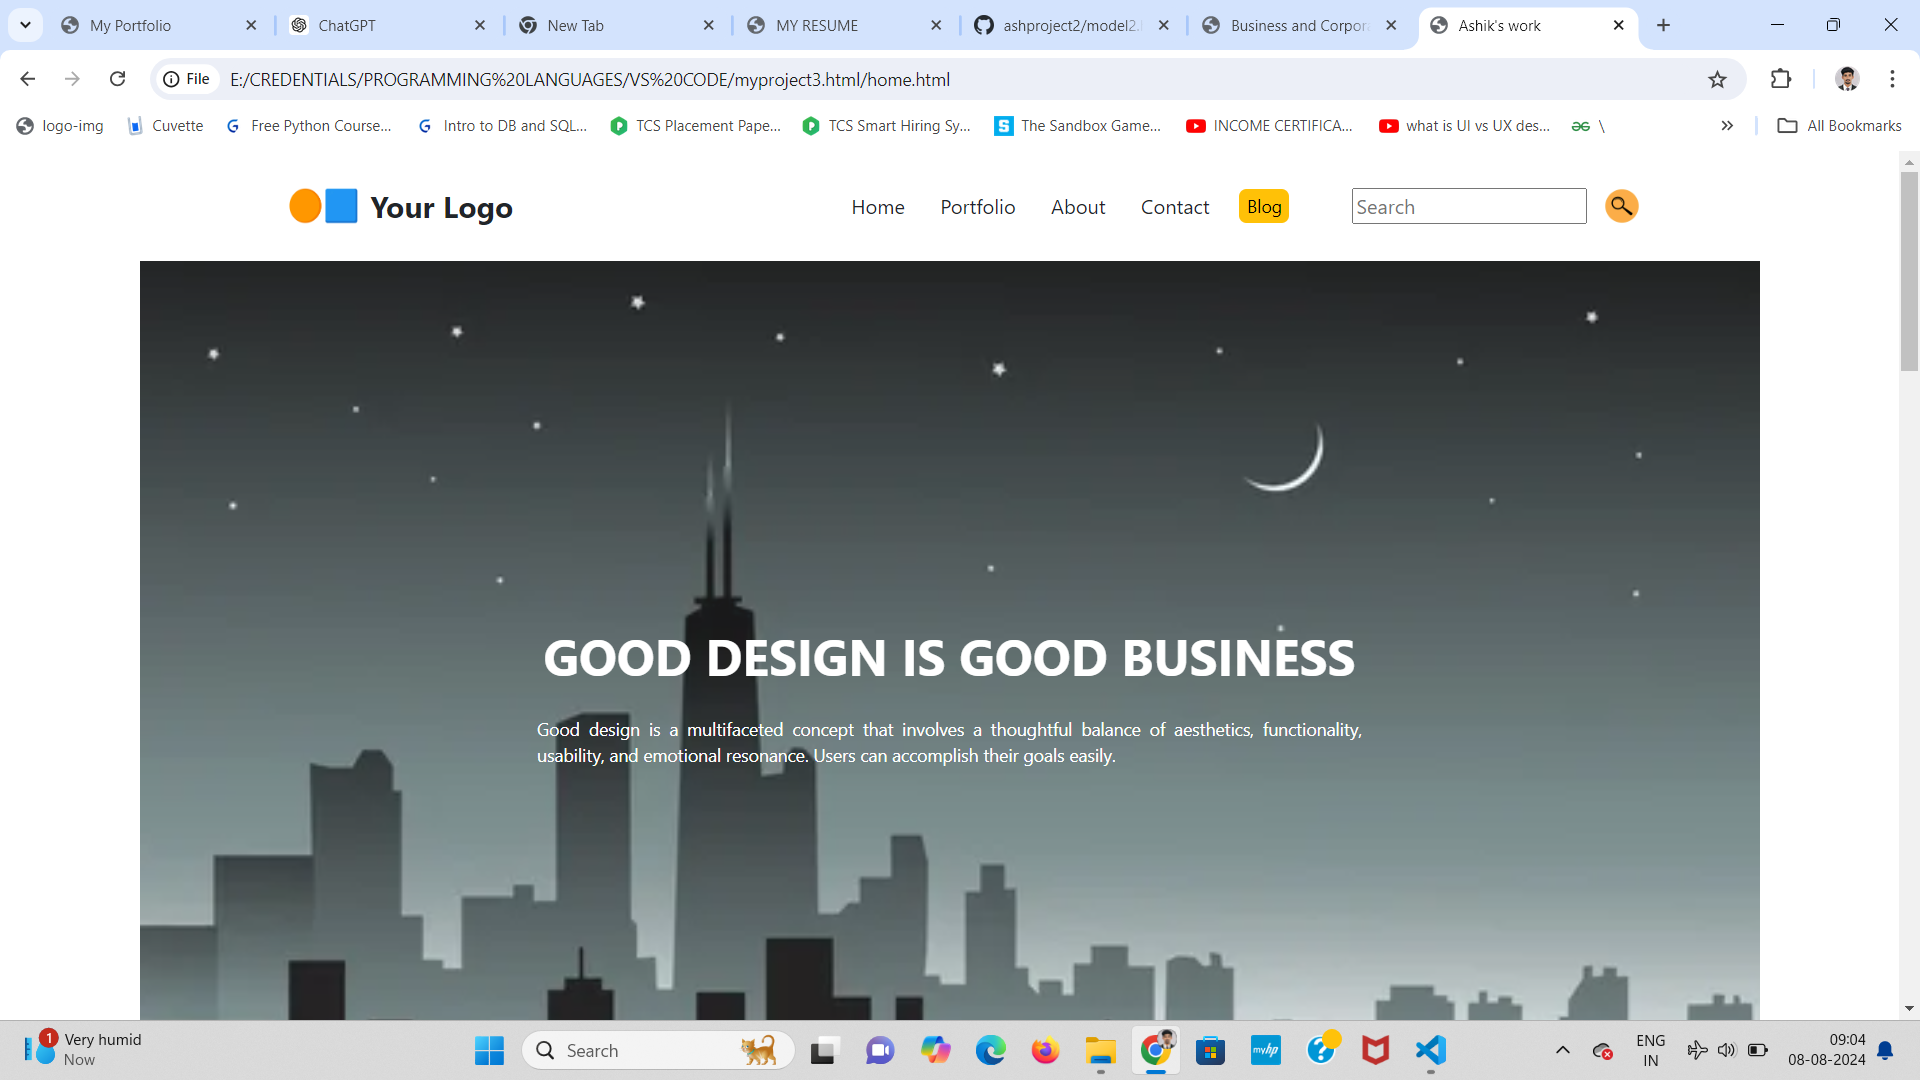 My Portfolio
ChatGPT
New Tab
MY RESUME
ashproject2/model2.
Business and Corpora
Ashik's work
File
E:/CREDENTIALS/PROGRAMMING%20LANGUAGES/VS%20CODE/myproject3.html/home.html
logo-img
Cuvette
Free Python Course...
Intro to DB and SQL...
TCS Placement Pape...
TCS Smart Hiring Sy...
The Sandbox Game...
INCOME CERTIFICA...
what is UI vs UX des...
\
All Bookmarks
Your Logo
Home
Portfolio
About
Contact
Blog
Search
GOOD DESIGN IS GOOD BUSINESS
Good design is a multifaceted concept that involves a thoughtful balance of aesthetics, functionality,
usability, and emotional resonance. Users can accomplish their goals easily.
1
Very humid
Now
Search
myhp
ENG
IN
09:04
08-08-2024